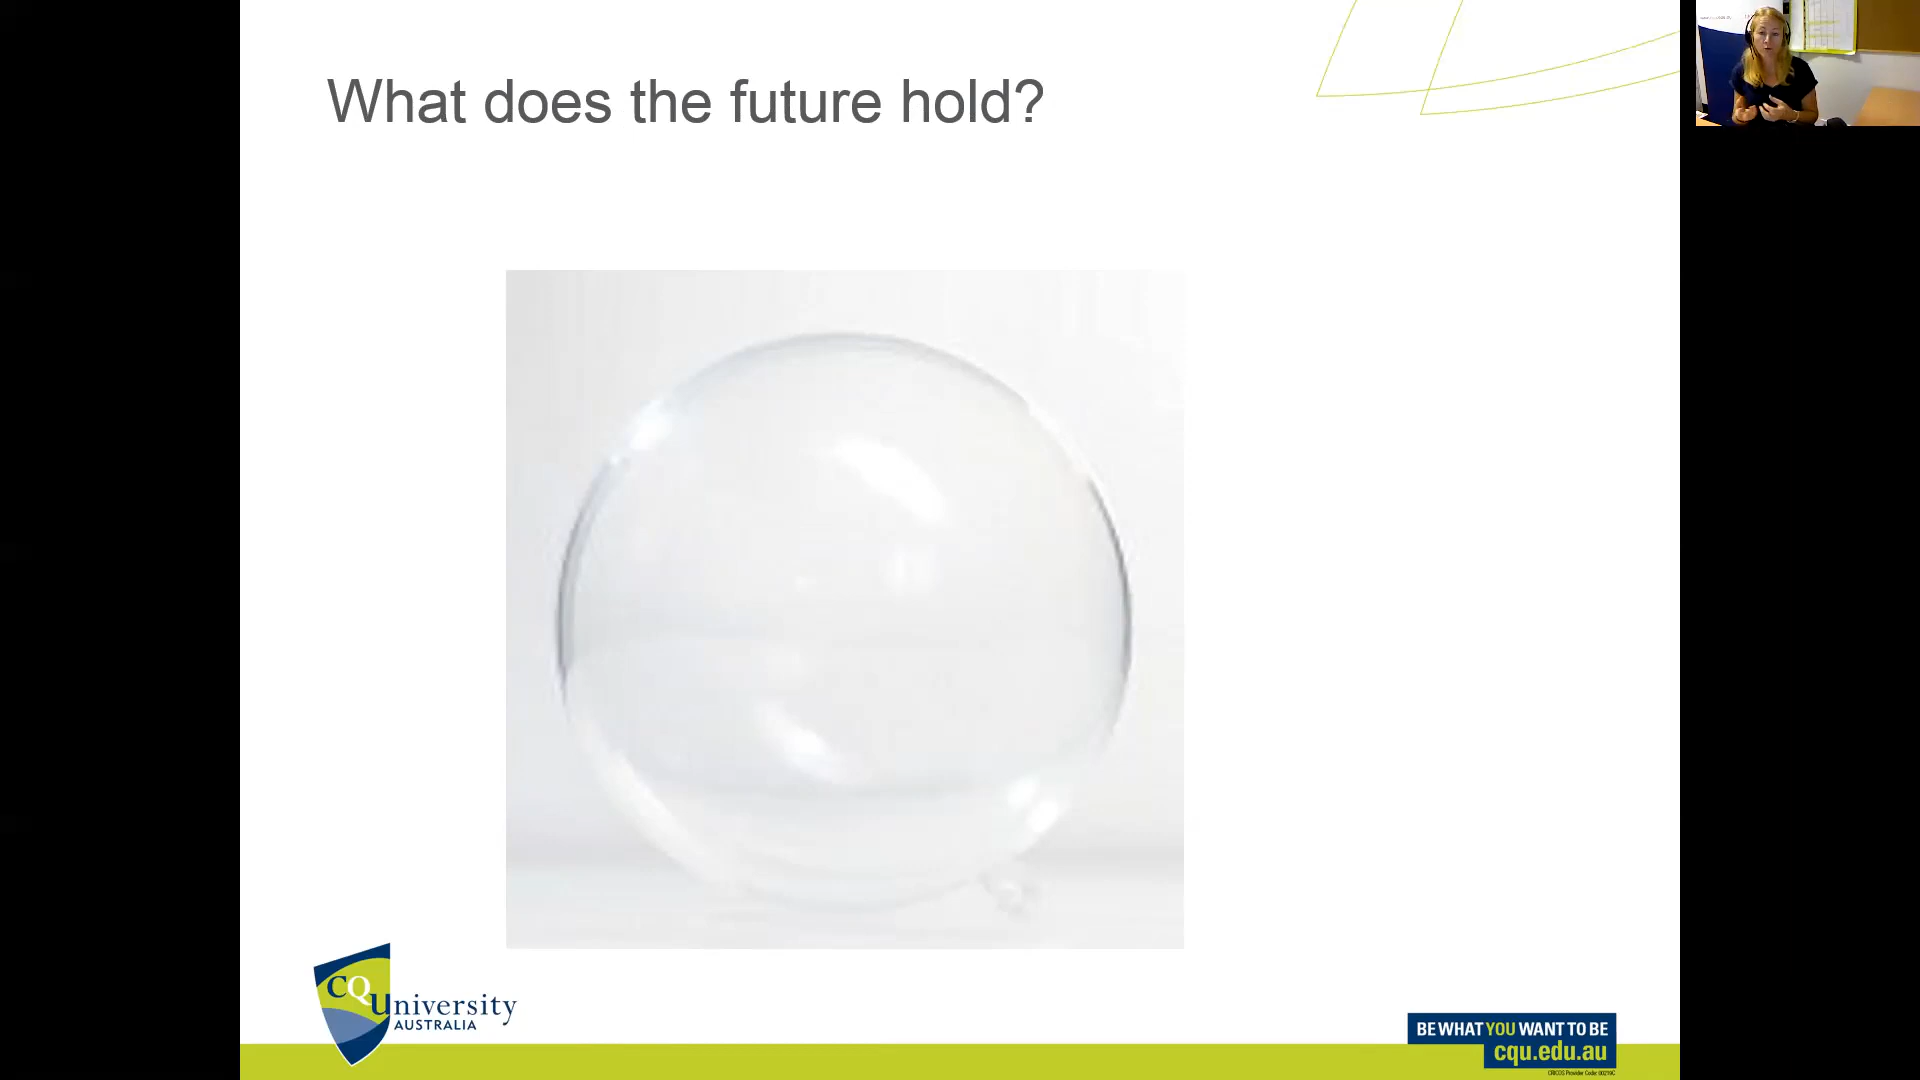 What does the future hold?
CQUniversity
AUSTRALIA
BE WHAT YOU WANT TO BE
cqu.edu.au
CRICOS Provider Code: 00219C